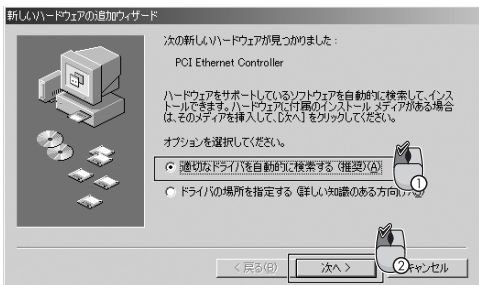 新しいハードウェアの追加ウィザード
次の新しいハードウェアが見つかりました :
PCI Ethernet Controller
ハードウェアをサポートしているソフトウェアを自動的に検索して、インス
トールできます。ハードウェアに付属のインストール メディアがある場合
は、そのメディアを挿入して、[次へ] をクリックしてください。
オプションを選択してください。
適切なドライバを自動的に検索する (推奨)(A)
①
ドライバの場所を指定する (詳しい知識のある方向け)
< 戻る(B)
次へ >
②
キャンセル